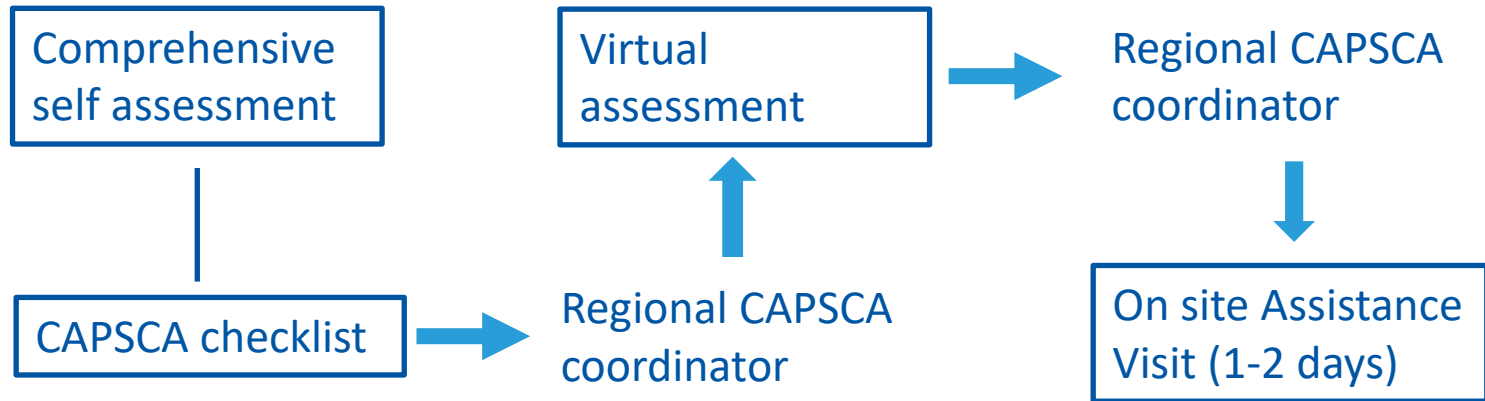 Comprehensive
self assessment
CAPSCA checklist
Regional CAPSCA
coordinator
Virtual
assessment
Regional CAPSCA
coordinator
On site Assistance
Visit (1-2 days)